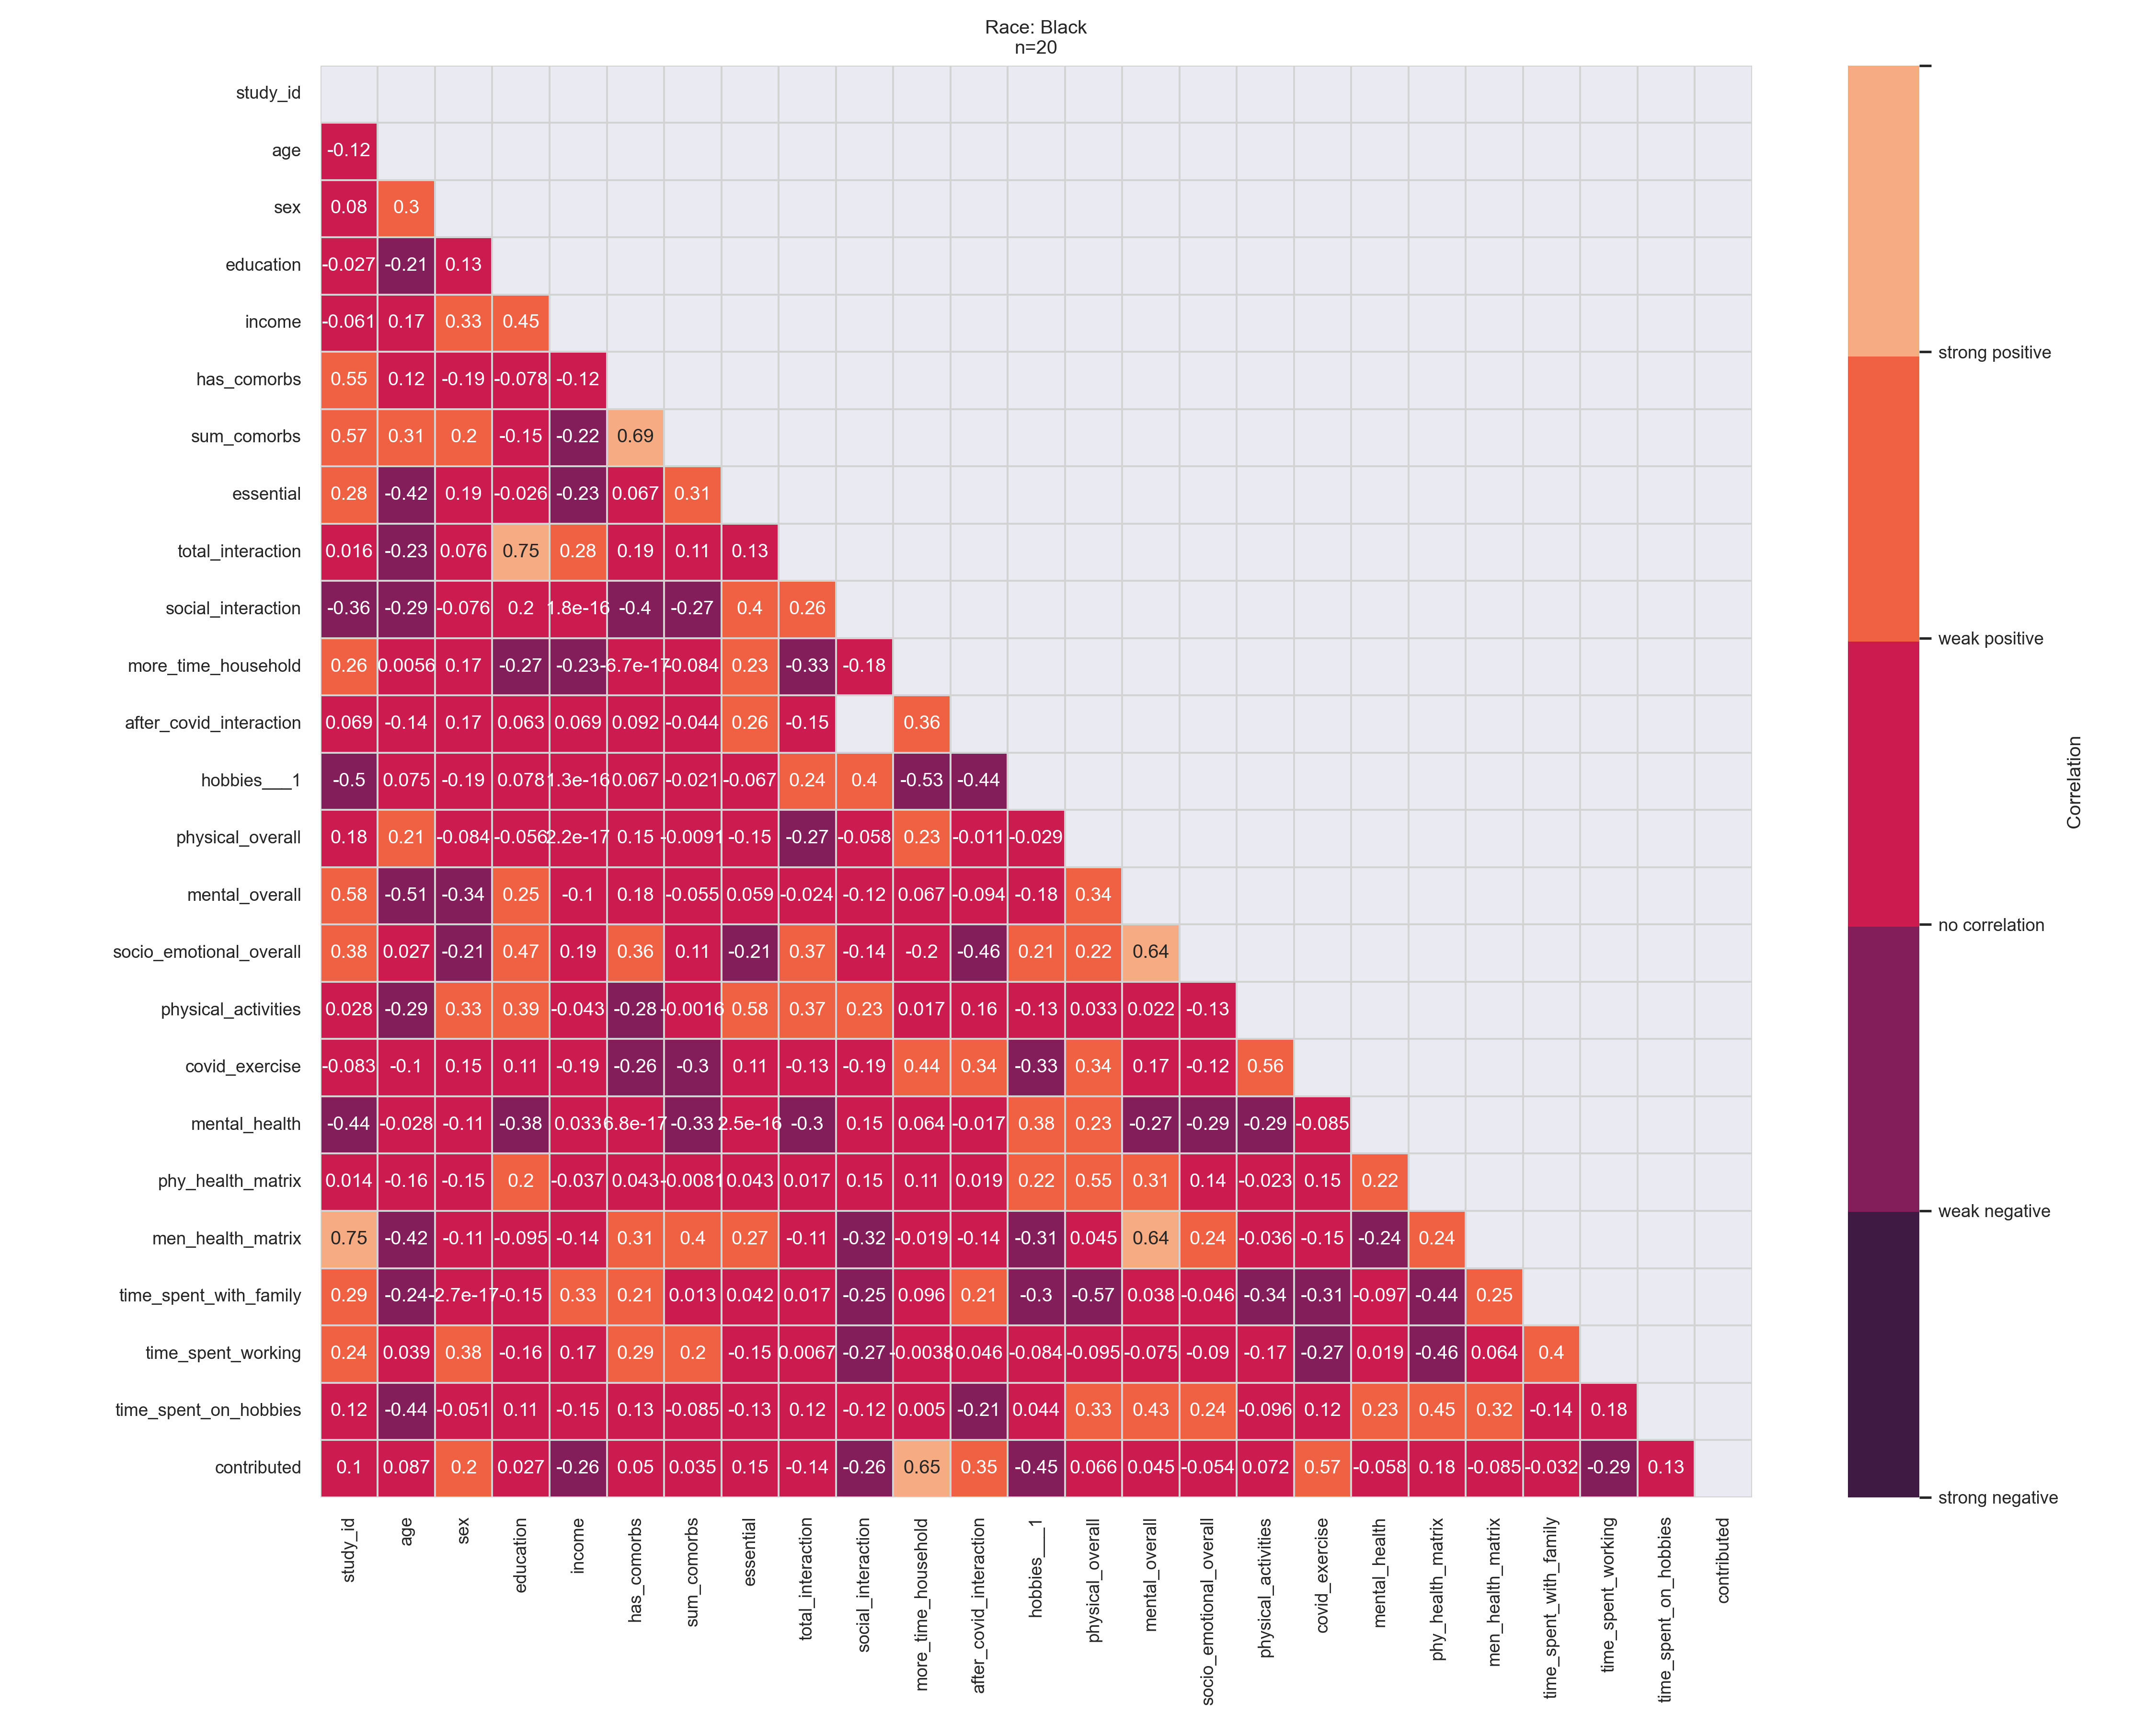 Race: Black
n=20
study_id
age -0.12
sex 0.08 0.3
education -0.027 -0.21 0.13
income -0.061 0.17 0.33 0.45
has_comorbs 0.55 0.12 -0.19 -0.078 -0.12
sum_comorbs 0.57 0.31 0.2 -0.15 -0.22 0.69
essential 0.28 -0.42 0.19 -0.026 -0.23 0.067 0.31
total_interaction 0.016 -0.23 0.076 0.75 0.28 0.19 0.11 0.13
social_interaction -0.36 -0.29 -0.076 0.2 1.8e-16 -0.4 -0.27 0.4 0.26
more_time_household 0.26 0.0056 0.17 -0.27 -0.23 -6.7e-17 -0.084 0.23 -0.33 -0.18
after_covid_interaction 0.069 -0.14 0.17 0.063 0.069 0.092 -0.044 0.26 -0.15 0.36
hobbies___1 -0.5 0.075 -0.19 0.078 1.3e-16 0.067 -0.021 -0.067 0.24 0.4 -0.53 -0.44
physical_overall 0.18 0.21 -0.084 -0.056 2.2e-17 0.15 -0.0091 -0.15 -0.27 -0.058 0.23 -0.011 -0.029
mental_overall 0.58 -0.51 -0.34 0.25 -0.1 0.18 -0.055 0.059 -0.024 -0.12 0.067 -0.094 -0.18 0.34
socio_emotional_overall 0.38 0.027 -0.21 0.47 0.19 0.36 0.11 -0.21 0.37 -0.14 -0.2 -0.46 0.21 0.22 0.64
physical_activities 0.028 -0.29 0.33 0.39 -0.043 -0.28 -0.0016 0.58 0.37 0.23 0.017 0.16 -0.13 0.033 0.022 -0.13
covid_exercise -0.083 -0.1 0.15 0.11 -0.19 -0.26 -0.3 0.11 -0.13 -0.19 0.44 0.34 -0.33 0.34 0.17 -0.12 0.56
mental_health -0.44 -0.028 -0.11 -0.38 0.033 6.8e-17 -0.33 2.5e-16 -0.3 0.15 0.064 -0.017 0.38 0.23 -0.27 -0.29 -0.29 -0.085
phy_health_matrix 0.014 -0.16 -0.15 0.2 -0.037 0.043 -0.0081 0.043 0.017 0.15 0.11 0.019 0.22 0.55 0.31 0.14 -0.023 0.15 0.22
men_health_matrix 0.75 -0.42 -0.11 -0.095 -0.14 0.31 0.4 0.27 -0.11 -0.32 -0.019 -0.14 -0.31 0.045 0.64 0.24 -0.036 -0.15 -0.24 0.24
time_spent_with_family 0.29 -0.24 -2.7e-17 -0.15 0.33 0.21 0.013 0.042 0.017 -0.25 0.096 0.21 -0.3 -0.57 0.038 -0.046 -0.34 -0.31 -0.097 -0.44 0.25
time_spent_working 0.24 0.039 0.38 -0.16 0.17 0.29 0.2 -0.15 0.0067 -0.27 -0.0038 0.046 -0.084 -0.095 -0.075 -0.09 -0.17 -0.27 0.019 -0.46 0.064 0.4
time_spent_on_hobbies 0.12 -0.44 -0.051 0.11 -0.15 0.13 -0.085 -0.13 0.12 -0.12 0.005 -0.21 0.044 0.33 0.43 0.24 -0.096 0.12 0.23 0.45 0.32 -0.14 0.18
contributed 0.1 0.087 0.2 0.027 -0.26 0.05 0.035 0.15 -0.14 -0.26 0.65 0.35 -0.45 0.066 0.045 -0.054 0.072 0.57 -0.058 0.18 -0.085 -0.032 -0.29 0.13
study_id
age
sex
education
income
has_comorbs
sum_comorbs
essential
total_interaction
social_interaction
more_time_household
after_covid_interaction
hobbies___1
physical_overall
mental_overall
socio_emotional_overall
physical_activities
covid_exercise
mental_health
phy_health_matrix
men_health_matrix
time_spent_with_family
time_spent_working
time_spent_on_hobbies
contributed
strong positive
weak positive
no correlation
weak negative
strong negative
Correlation